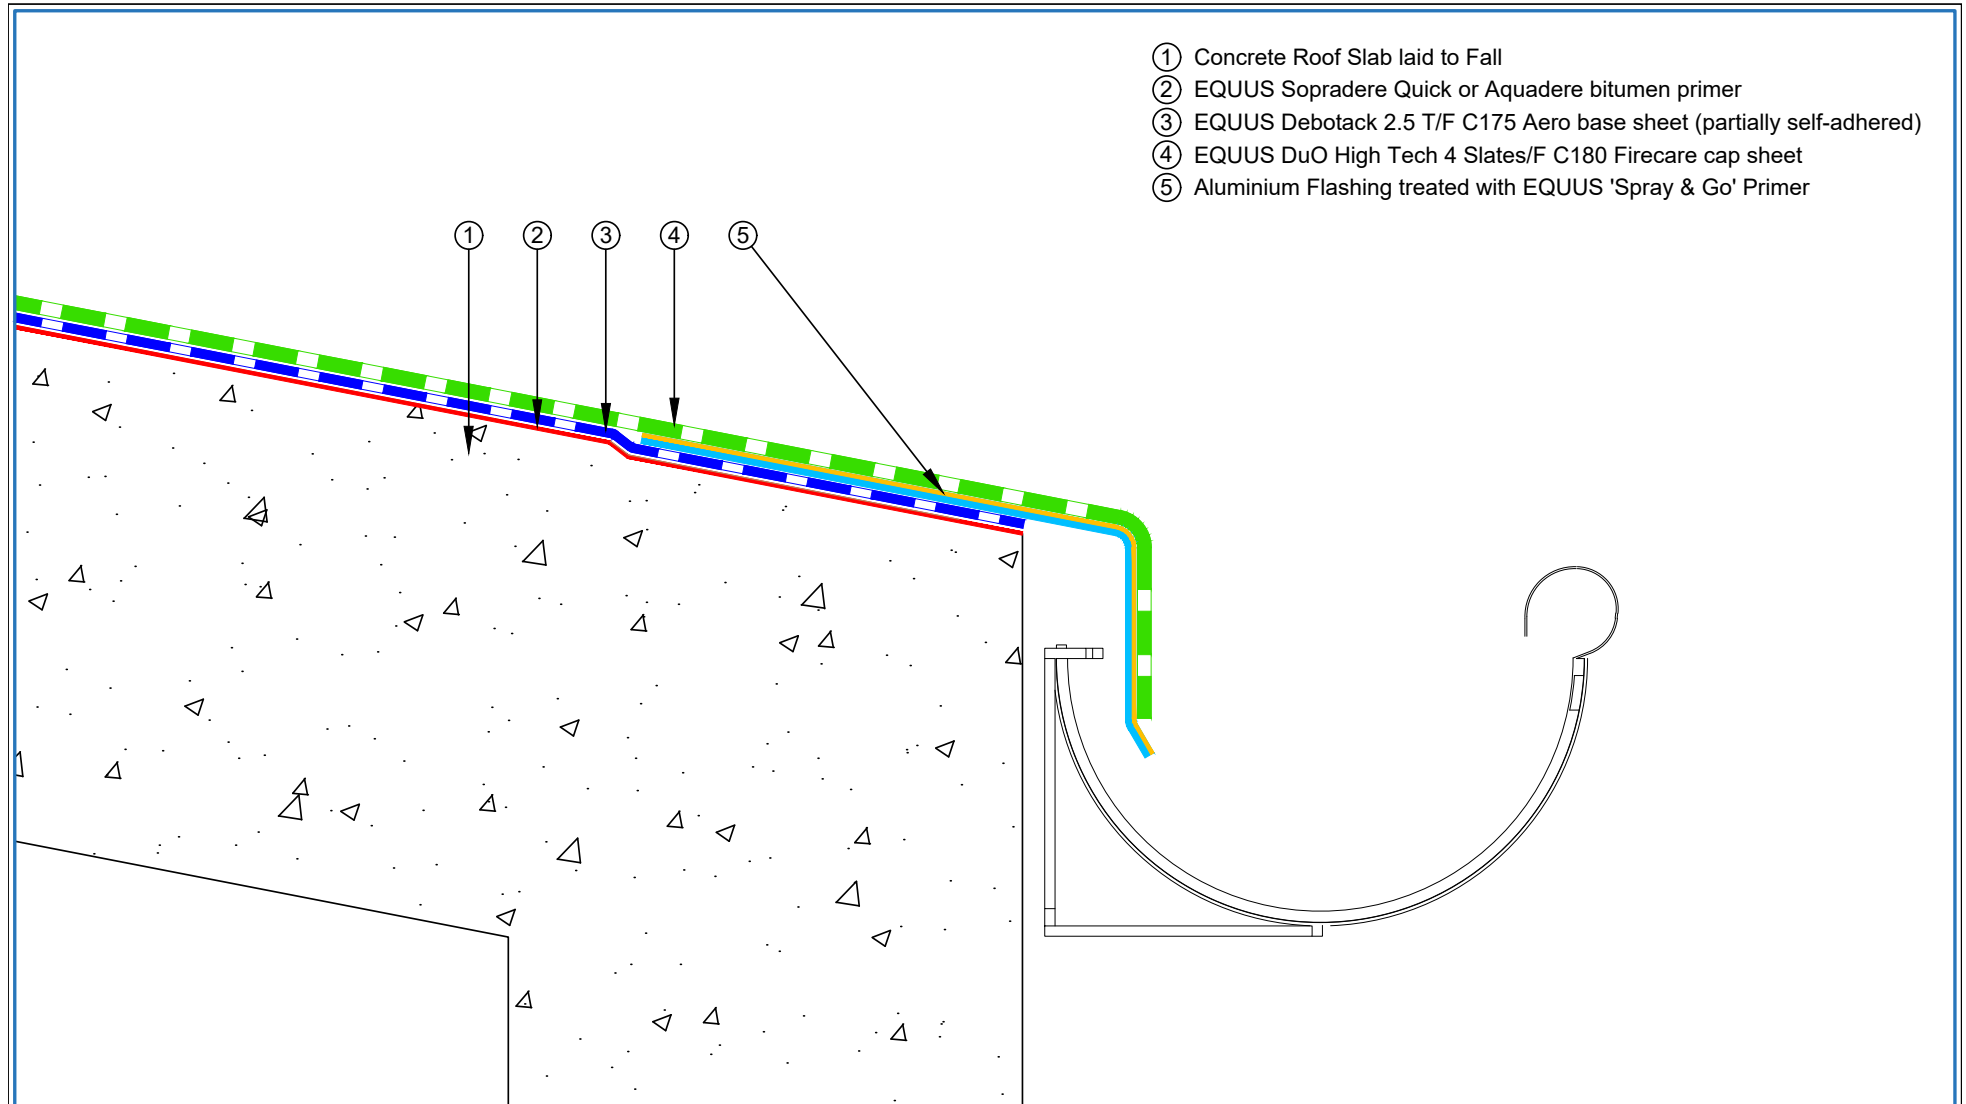 1 Concrete Roof Slab laid to Fall
2 EQUUS Sopradere Quick or Aquadere bitumen primer
3 EQUUS Debotack 2.5 T/F C175 Aero base sheet (partially self-adhered)
4 EQUUS DuO High Tech 4 Slates/F C180 Firecare cap sheet
5 Aluminium Flashing treated with EQUUS 'Spray & Go' Primer
1 2 3 4 5